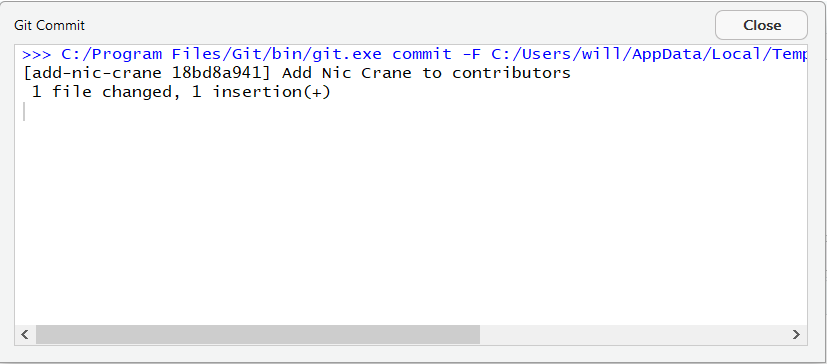 Git Commit
Close
>>> C:/Program Files/Git/bin/git.exe commit -F C:/Users/will/AppData/Local/Temp
[add-nic-crane 18bd8a941] Add Nic Crane to contributors
 1 file changed, 1 insertion(+)